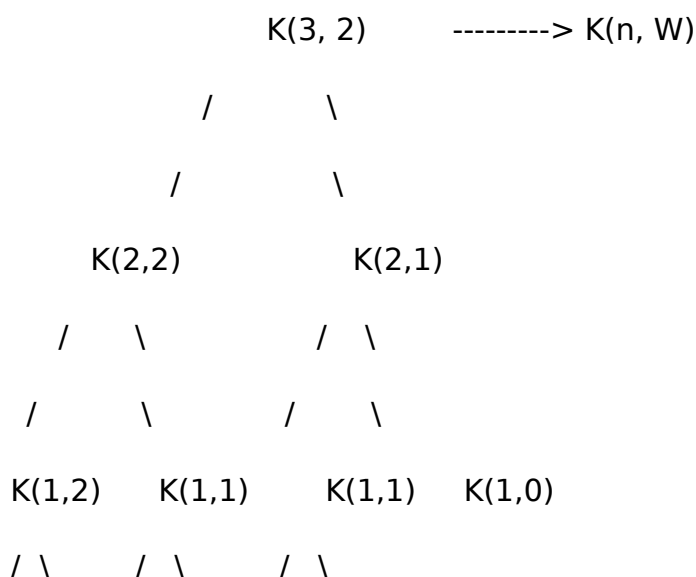 K(3, 2) ---------> K(n, W)
/ \
/ \
K(2,2) K(2,1)
/ \ / \
/ \ / \
K(1,2) K(1,1) K(1,1) K(1,0)
/ \ / \ / \